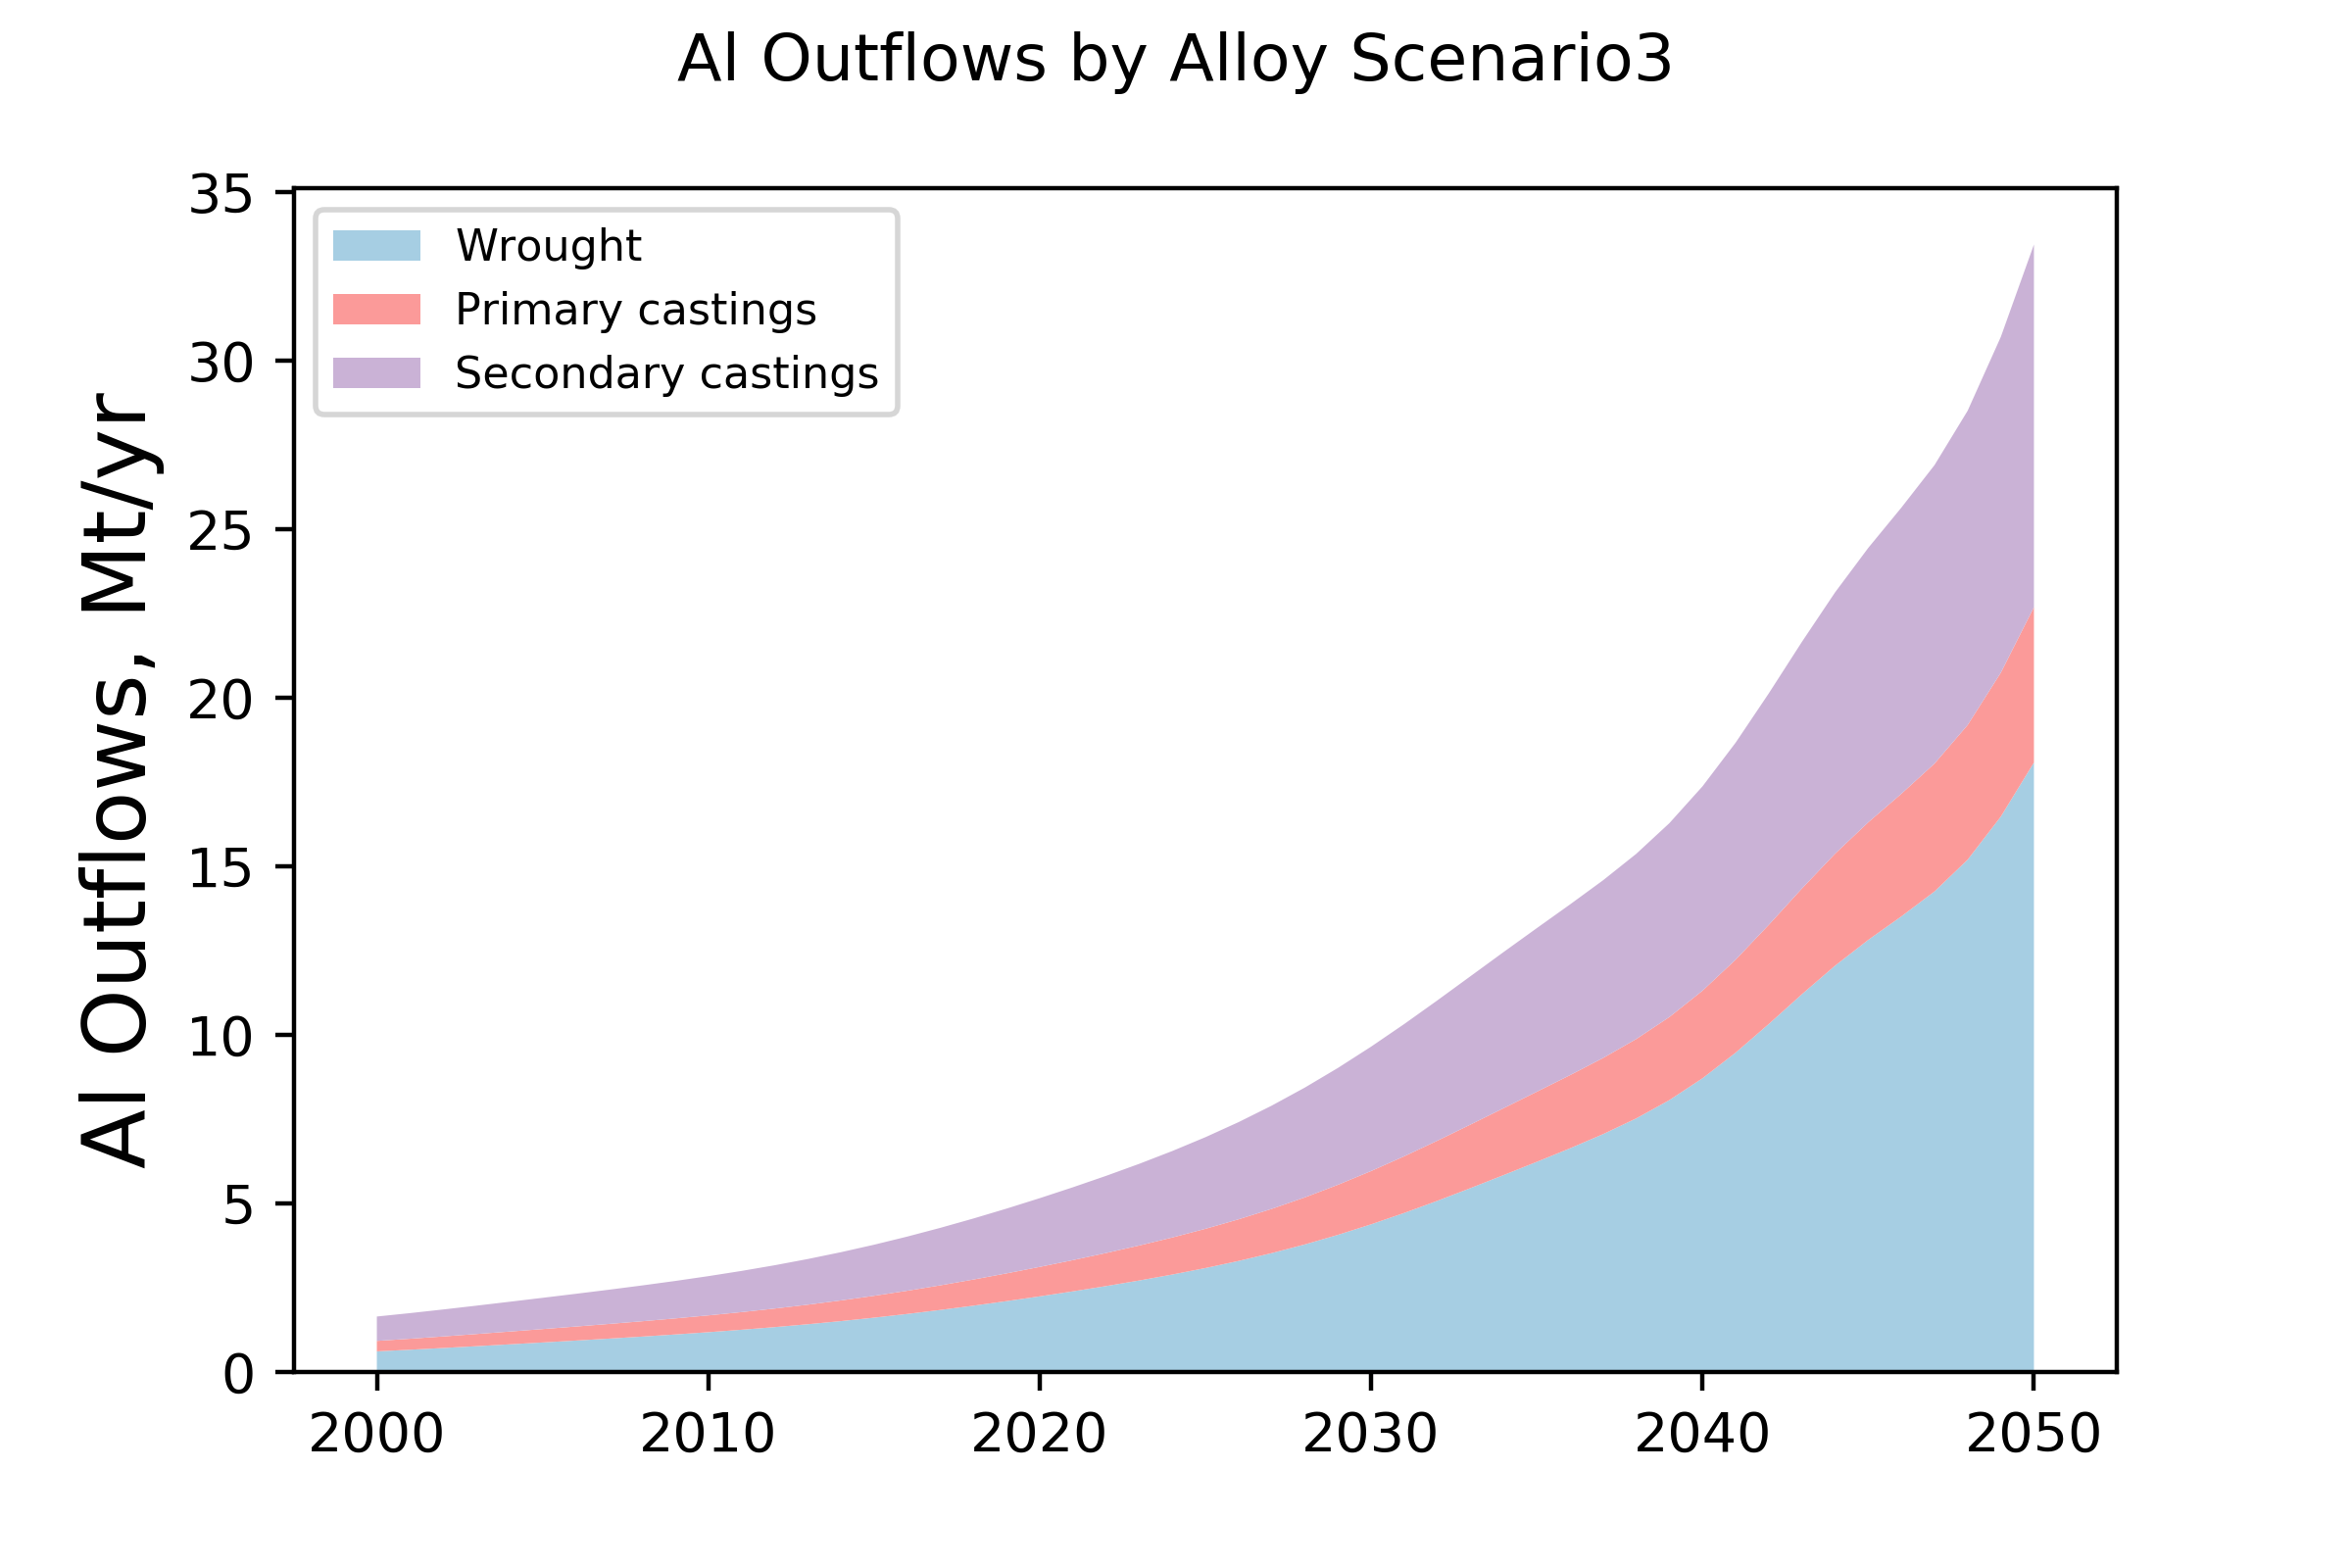 Al Outflows by Alloy Scenario3
Al Outflows, Mt/yr
35
30
25
20
15
10
5
0
Wrought
Primary castings
Secondary castings
2000 2010 2020 2030 2040 2050